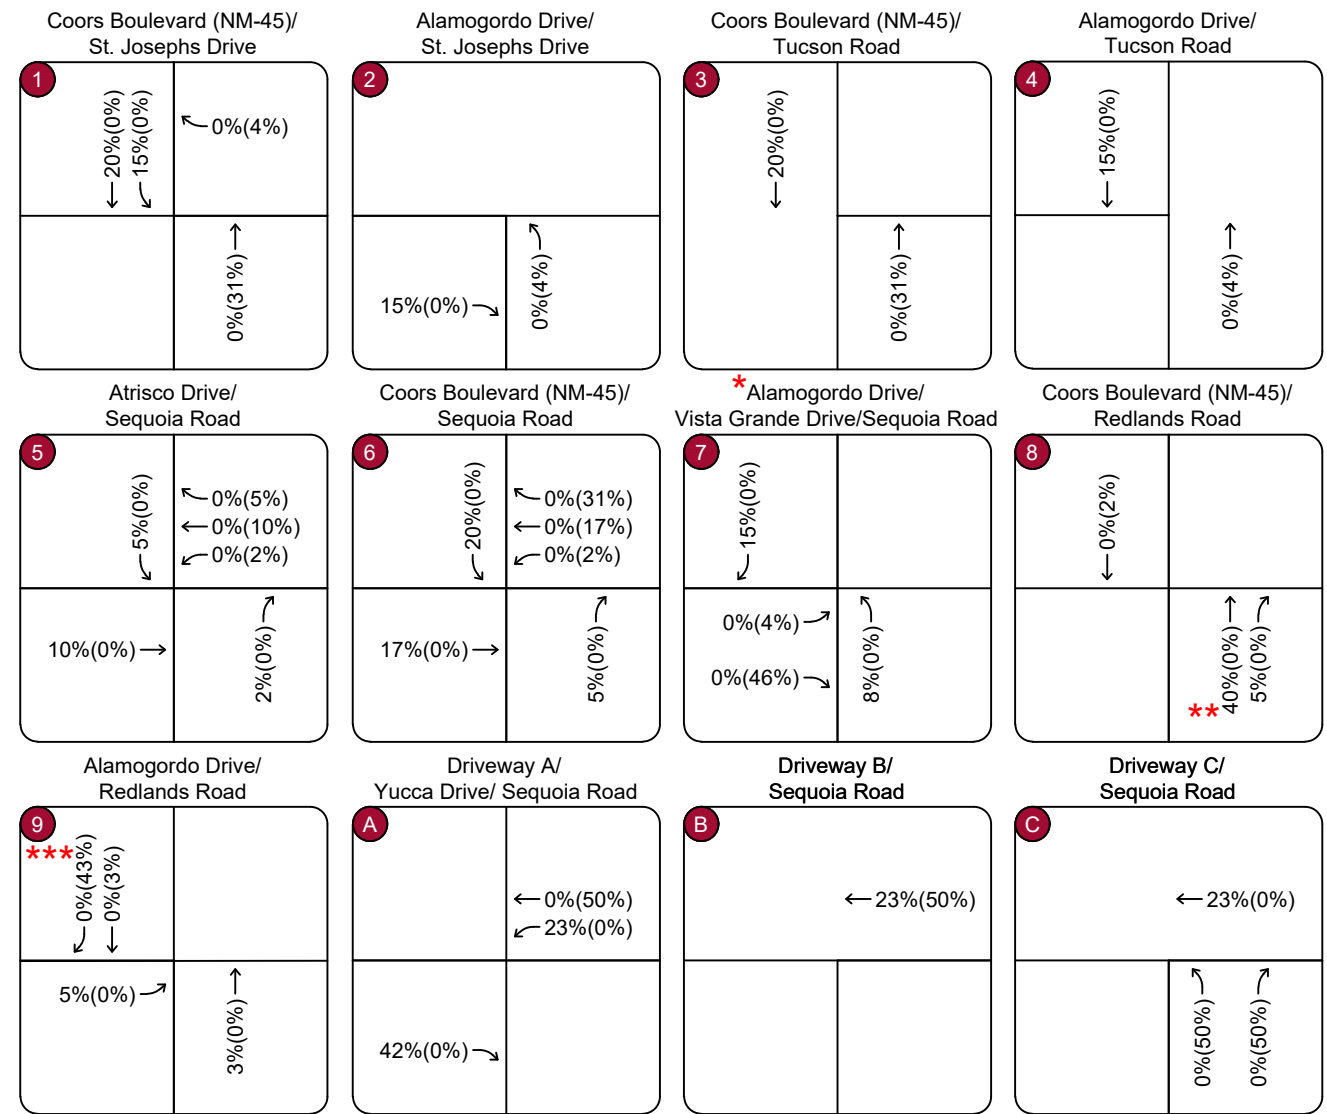 Coors Boulevard (NM-45)/
St. Josephs Drive
1
20%(0%)
15%(0%)
0%(4%)
0%(31%)
Alamogordo Drive/
St. Josephs Drive
2
15%(0%)
0%(4%)
Coors Boulevard (NM-45)/
Tucson Road
3
20%(0%)
0%(31%)
Alamogordo Drive/
Tucson Road
4
15%(0%)
0%(4%)
Atrisco Drive/
Sequoia Road
5
5%(0%)
0%(5%)
0%(10%)
0%(2%)
10%(0%)
2%(0%)
Coors Boulevard (NM-45)/
Sequoia Road
6
20%(0%)
0%(31%)
0%(17%)
0%(2%)
17%(0%)
5%(0%)
*Alamogordo Drive/
Vista Grande Drive/Sequoia Road
7
15%(0%)
0%(4%)
0%(46%)
8%(0%)
Coors Boulevard (NM-45)/
Redlands Road
8
0%(2%)
**
40%(0%)
5%(0%)
Alamogordo Drive/
Redlands Road
9
***
0%(43%)
0%(3%)
5%(0%)
3%(0%)
Driveway A/
Yucca Drive/ Sequoia Road
A
0%(50%)
23%(0%)
42%(0%)
Driveway B/
Sequoia Road
B
23%(50%)
Driveway C/
Sequoia Road
C
23%(0%)
0%(50%)
0%(50%)